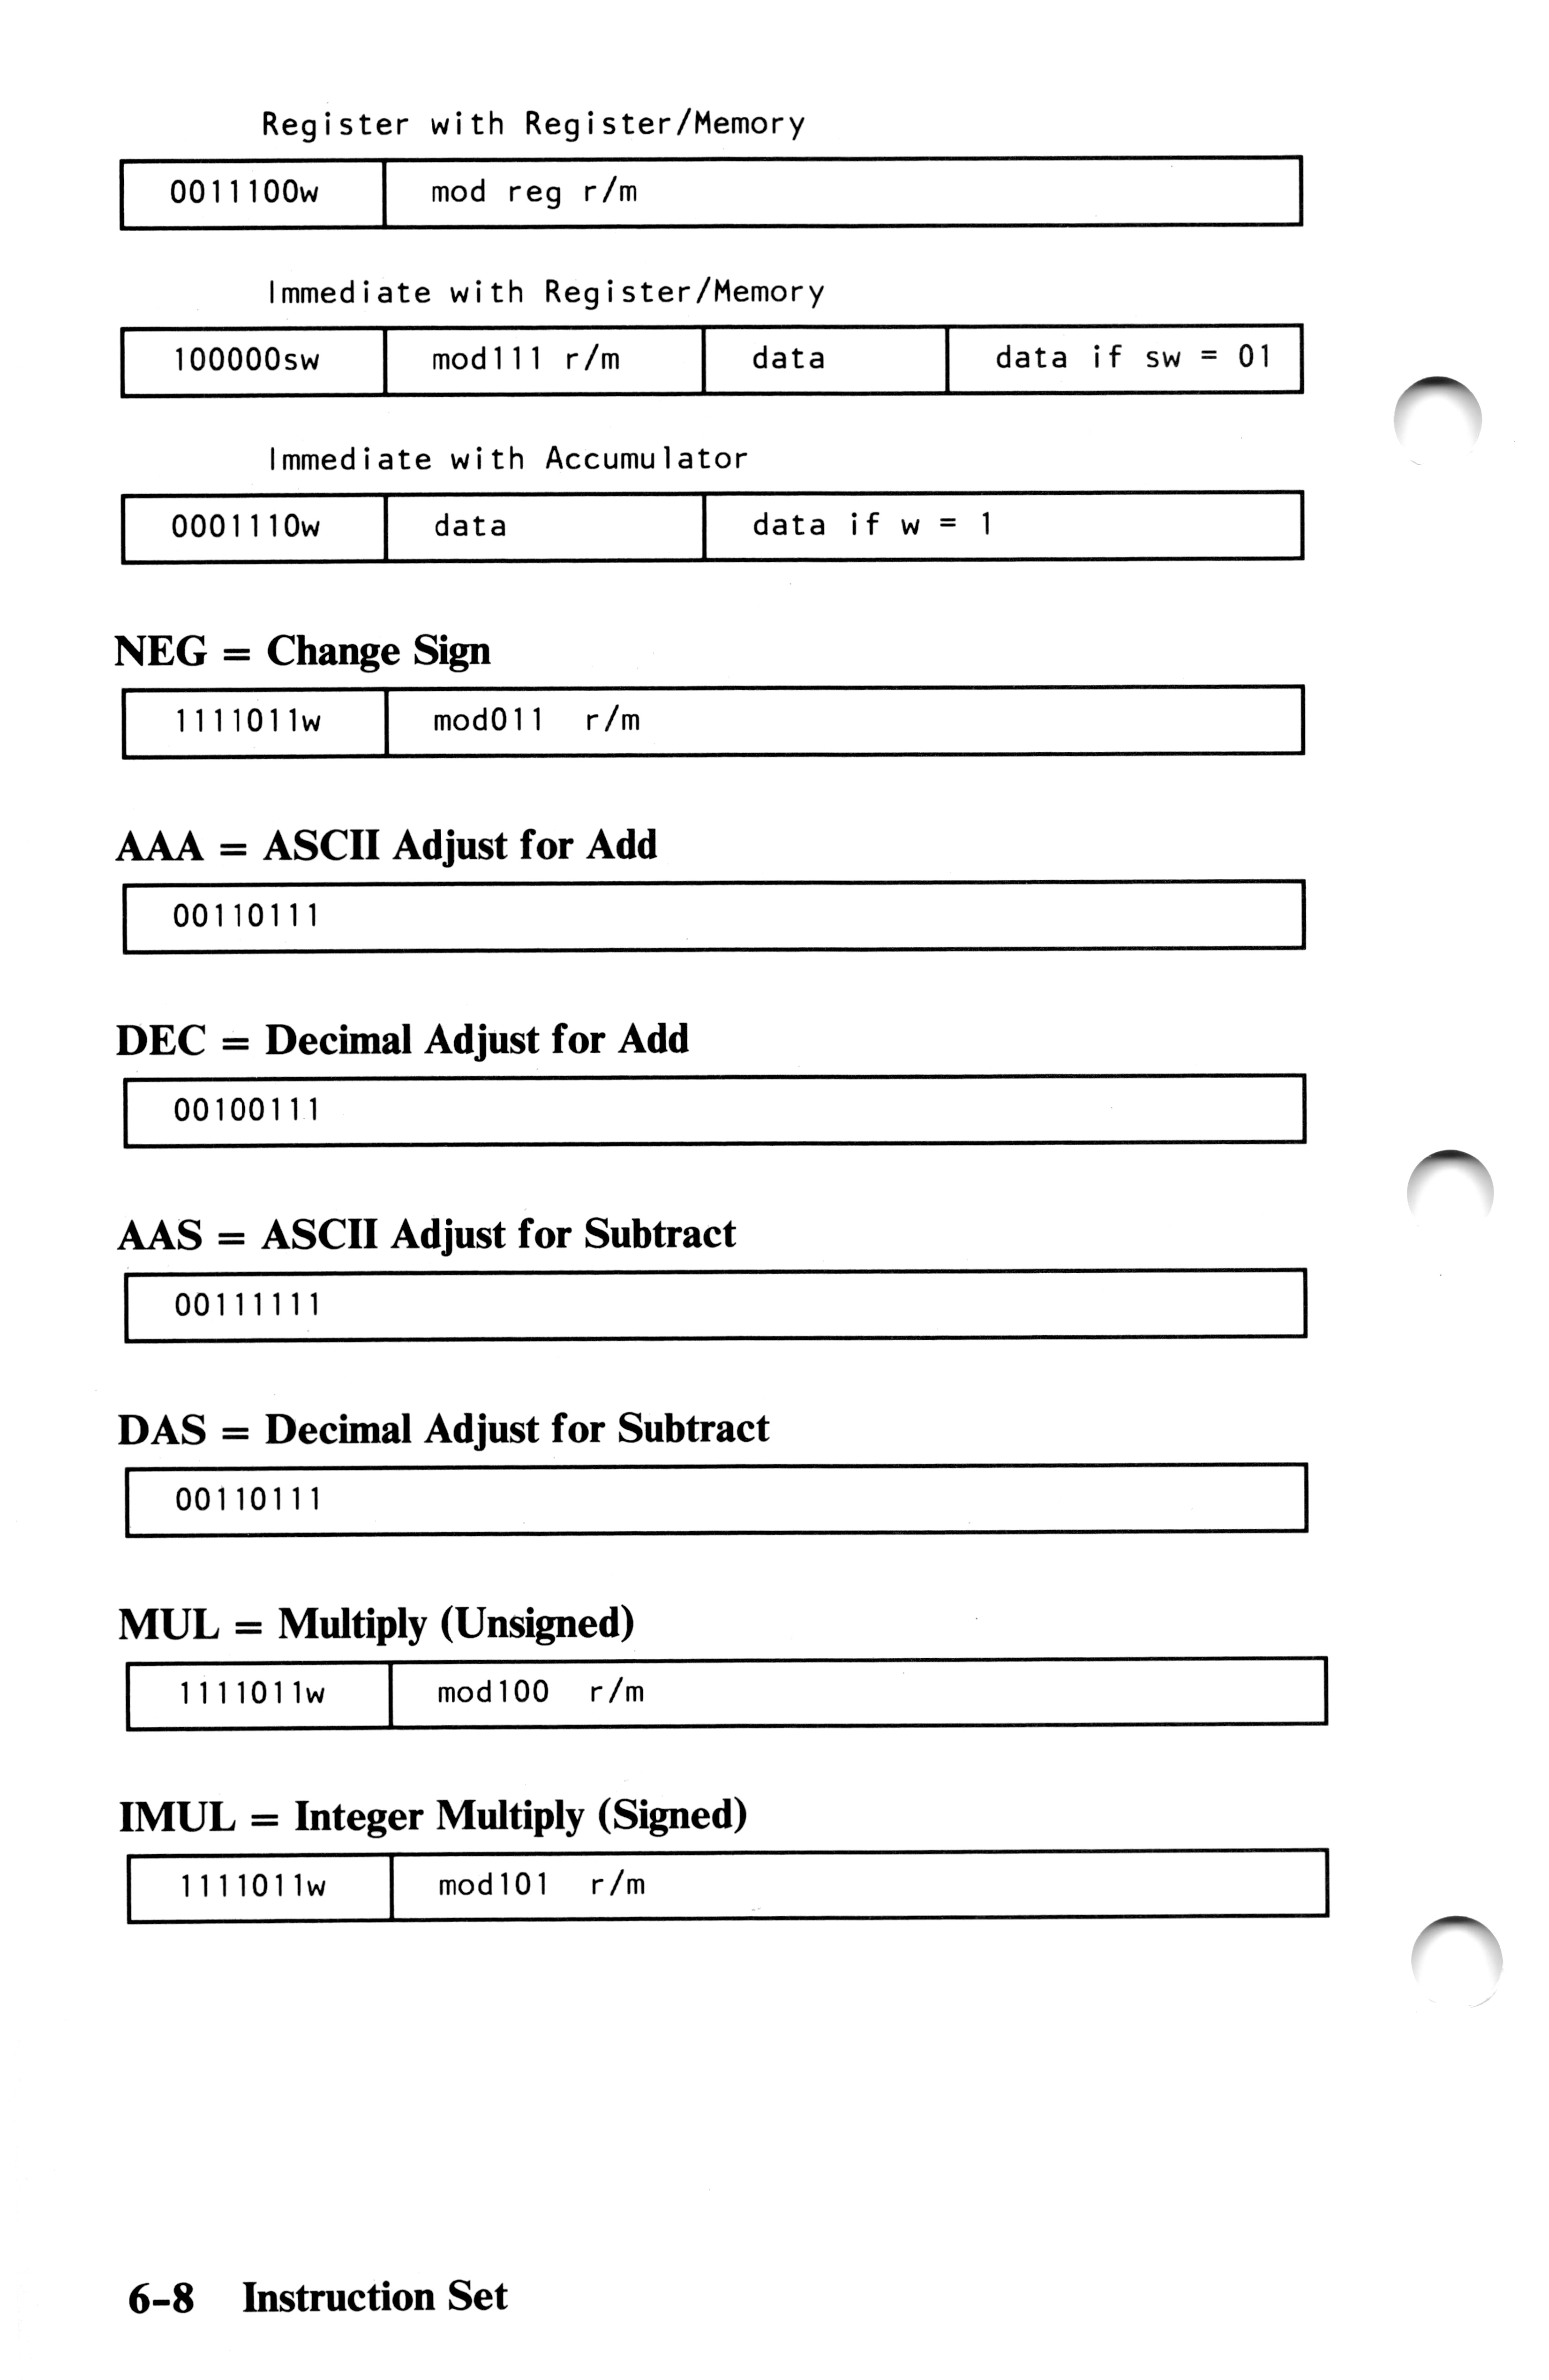 Register with Register/Memory
0011100w mod reg r/m
Immediate with Register/Memory
100000sw mod111 r/m data data if sw = 01
Immediate with Accumulator
0001110w data data if w = 1
NEG = Change Sign
1111011w mod011 r/m
AAA = ASCII Adjust for Add
00110111
DEC = Decimal Adjust for Add
00100111
AAS = ASCII Adjust for Subtract
00111111
DAS = Decimal Adjust for Subtract
00110111
MUL = Multiply (Unsigned)
1111011w mod100 r/m
IMUL = Integer Multiply (Signed)
1111011w mod101 r/m
6-8 Instruction Set